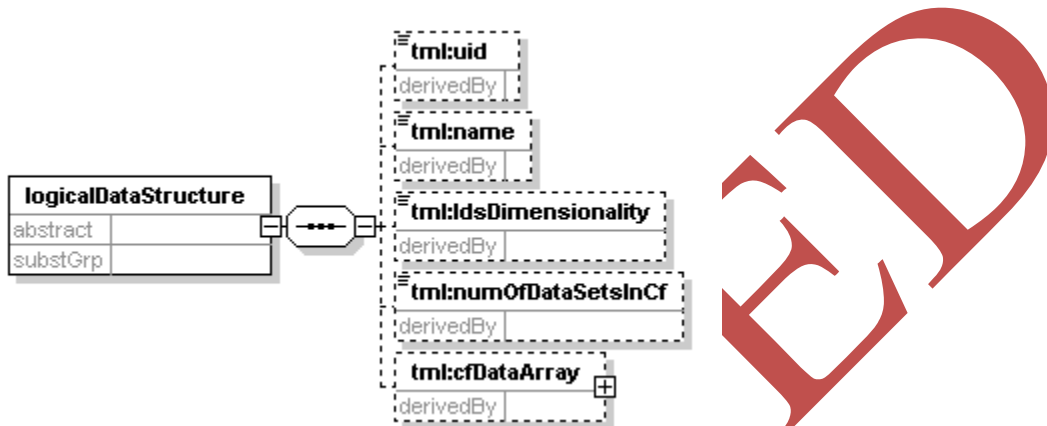 tml:uid
derivedBy
tml:name
derivedBy
logicalDataStructure
abstract
substGrp
tml:ldsDimensionality
derivedBy
tml:numOfDataSetsInCf
derivedBy
tml:cfDataArray
derivedBy
ED